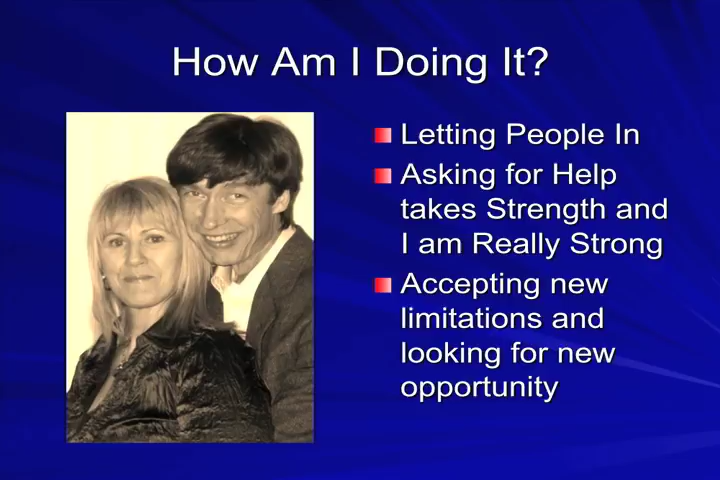 How Am I Doing It?
Letting People In
Asking for Help
takes Strength and
I am Really Strong
Accepting new
limitations and
looking for new
opportunity